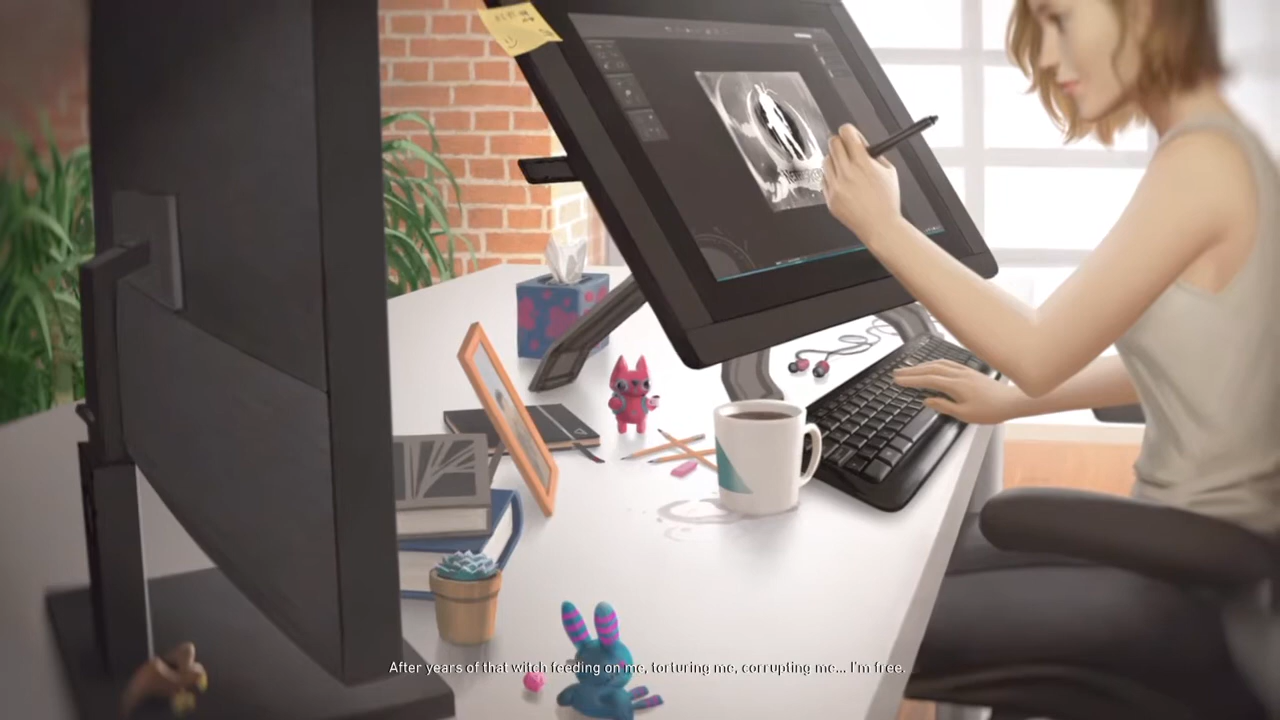 After years of that witch feeding on me, torturing me, corrupting me... I'm free.